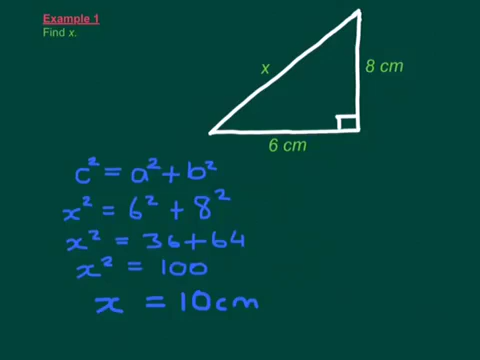 Example 1
Find x.
x
8 cm
6 cm
c² = a² + b²
x² = 6² + 8²
x² = 36 + 64
x² = 100
x = 10cm